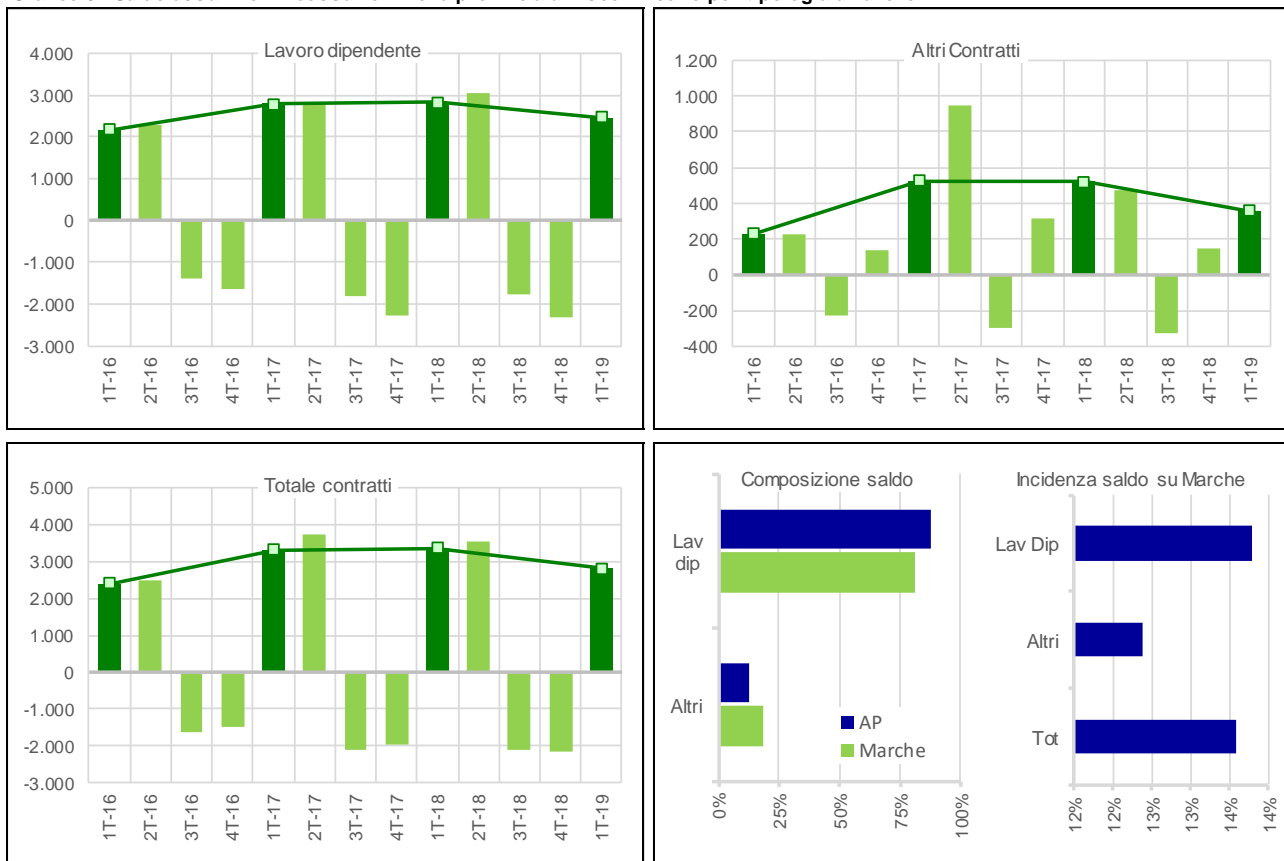 Lavoro dipendente
4.000
3.000
2.000
1.000
0
-1.000
-2.000
-3.000
1T-16
2T-16
3T-16
4T-16
1T-17
2T-17
3T-17
4T-17
1T-18
2T-18
3T-18
4T-18
1T-19
Altri Contratti
1.200
1.000
800
600
400
200
0
-200
-400
1T-16
2T-16
3T-16
4T-16
1T-17
2T-17
3T-17
4T-17
1T-18
2T-18
3T-18
4T-18
1T-19
Totale contratti
5.000
4.000
3.000
2.000
1.000
0
-1.000
-2.000
-3.000
1T-16
2T-16
3T-16
4T-16
1T-17
2T-17
3T-17
4T-17
1T-18
2T-18
3T-18
4T-18
1T-19
Composizione saldo
Lav
dip
Altri
AP
Marche
0%
25%
50%
75%
100%
Incidenza saldo su Marche
Lav Dip
Altri
Tot
12%
12%
13%
13%
14%
14%